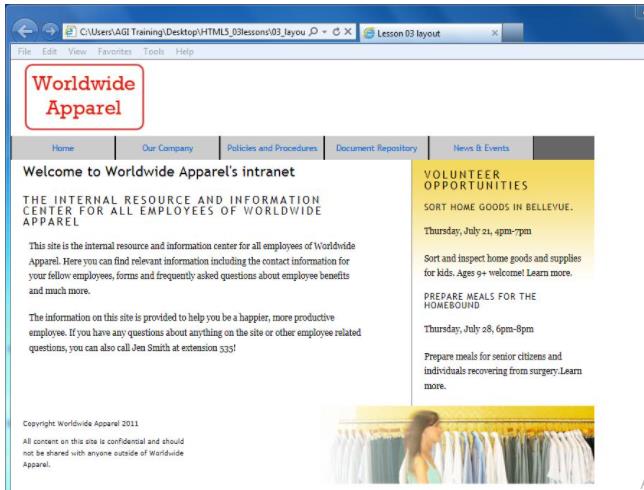 C:\Users\AGI Training\Desktop\HTML5_03lessons\03_layou
Lesson 03 layout
File Edit View Favorites Tools Help
Worldwide
Apparel
Home Our Company Policies and Procedures Document Repository News & Events
Welcome to Worldwide Apparel's intranet
THE INTERNAL RESOURCE AND INFORMATION
CENTER FOR ALL EMPLOYEES OF WORLDWIDE
APPAREL
This site is the internal resource and information center for all employees of Worldwide
Apparel. Here you can find relevant information including the contact information for
your fellow employees, forms and frequently asked questions about employee benefits
and much more.
The information on this site is provided to help you be a happier, more productive
employee. If you have any questions about anything on the site or other employee related
questions, you can also call Jen Smith at extension 535!
VOLUNTEER
OPPORTUNITIES
SORT HOME GOODS IN BELLEVUE.
Thursday, July 21, 4pm-7pm
Sort and inspect home goods and supplies
for kids. Ages 9+ welcome! Learn more.
PREPARE MEALS FOR THE
HOMEBOUND
Thursday, July 28, 6pm-8pm
Prepare meals for senior citizens and
individuals recovering from surgery.Learn
more.
Copyright Worldwide Apparel 2011
All content on this site is confidential and should
not be shared with anyone outside of Worldwide
Apparel.